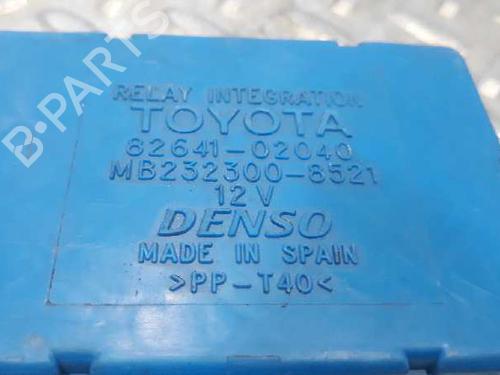 B-PARTS
RELAY INTEGRATION
TOYOTA
82641-02040
MB232300-8521
12V
DENSO
MADE IN SPAIN
>PP-T40<